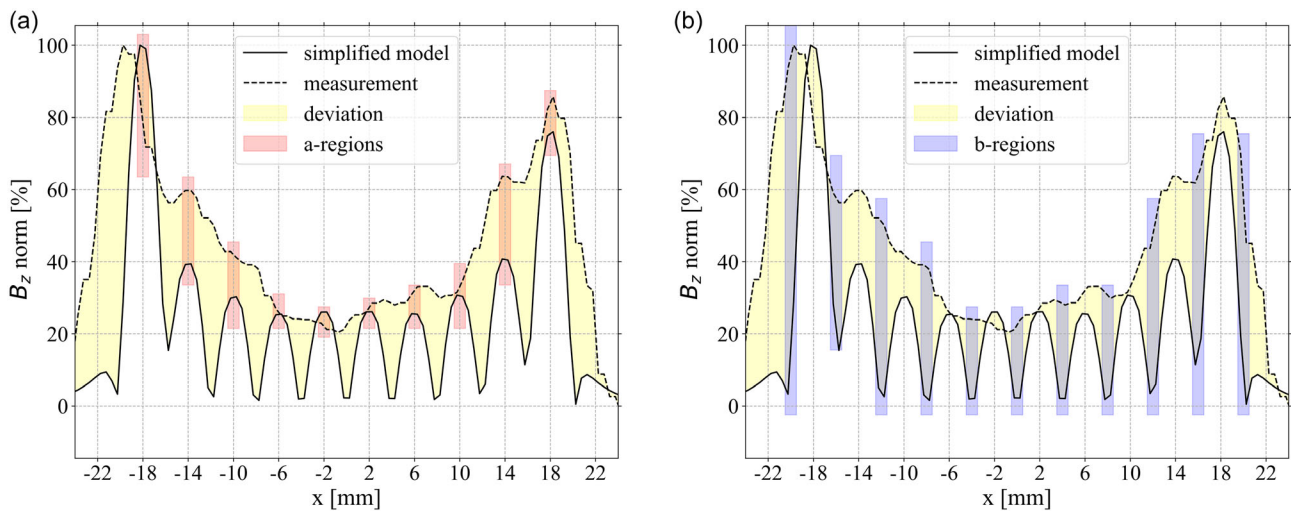 (a)
simplified model
measurement
deviation
a-regions
100
80
60
40
20
0
B_z norm [%]
-22 -18 -14 -10 -6 -2 2 6 10 14 18 22
x [mm]
(b)
simplified model
measurement
deviation
b-regions
100
80
60
40
20
0
B_z norm [%]
-22 -18 -14 -10 -6 -2 2 6 10 14 18 22
x [mm]